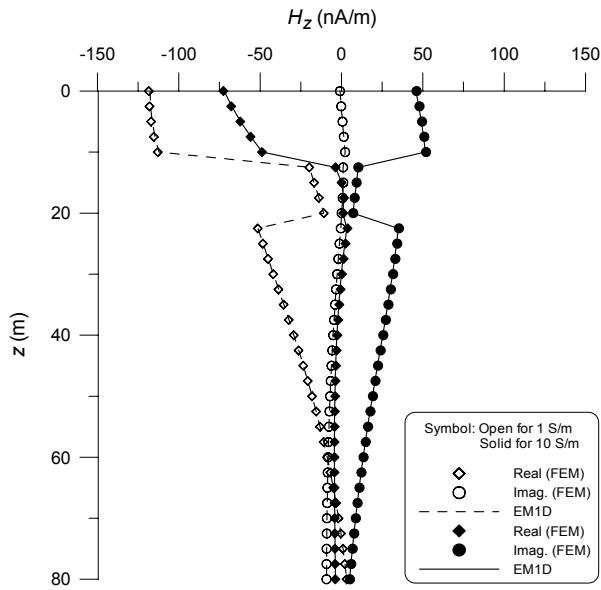 Hz (nA/m)
-150 -100 -50 0 50 100 150
0
20
40
60
80
z (m)
Symbol: Open for 1 S/m
Solid for 10 S/m
Real (FEM)
Imag. (FEM)
EM1D
Real (FEM)
Imag. (FEM)
EM1D